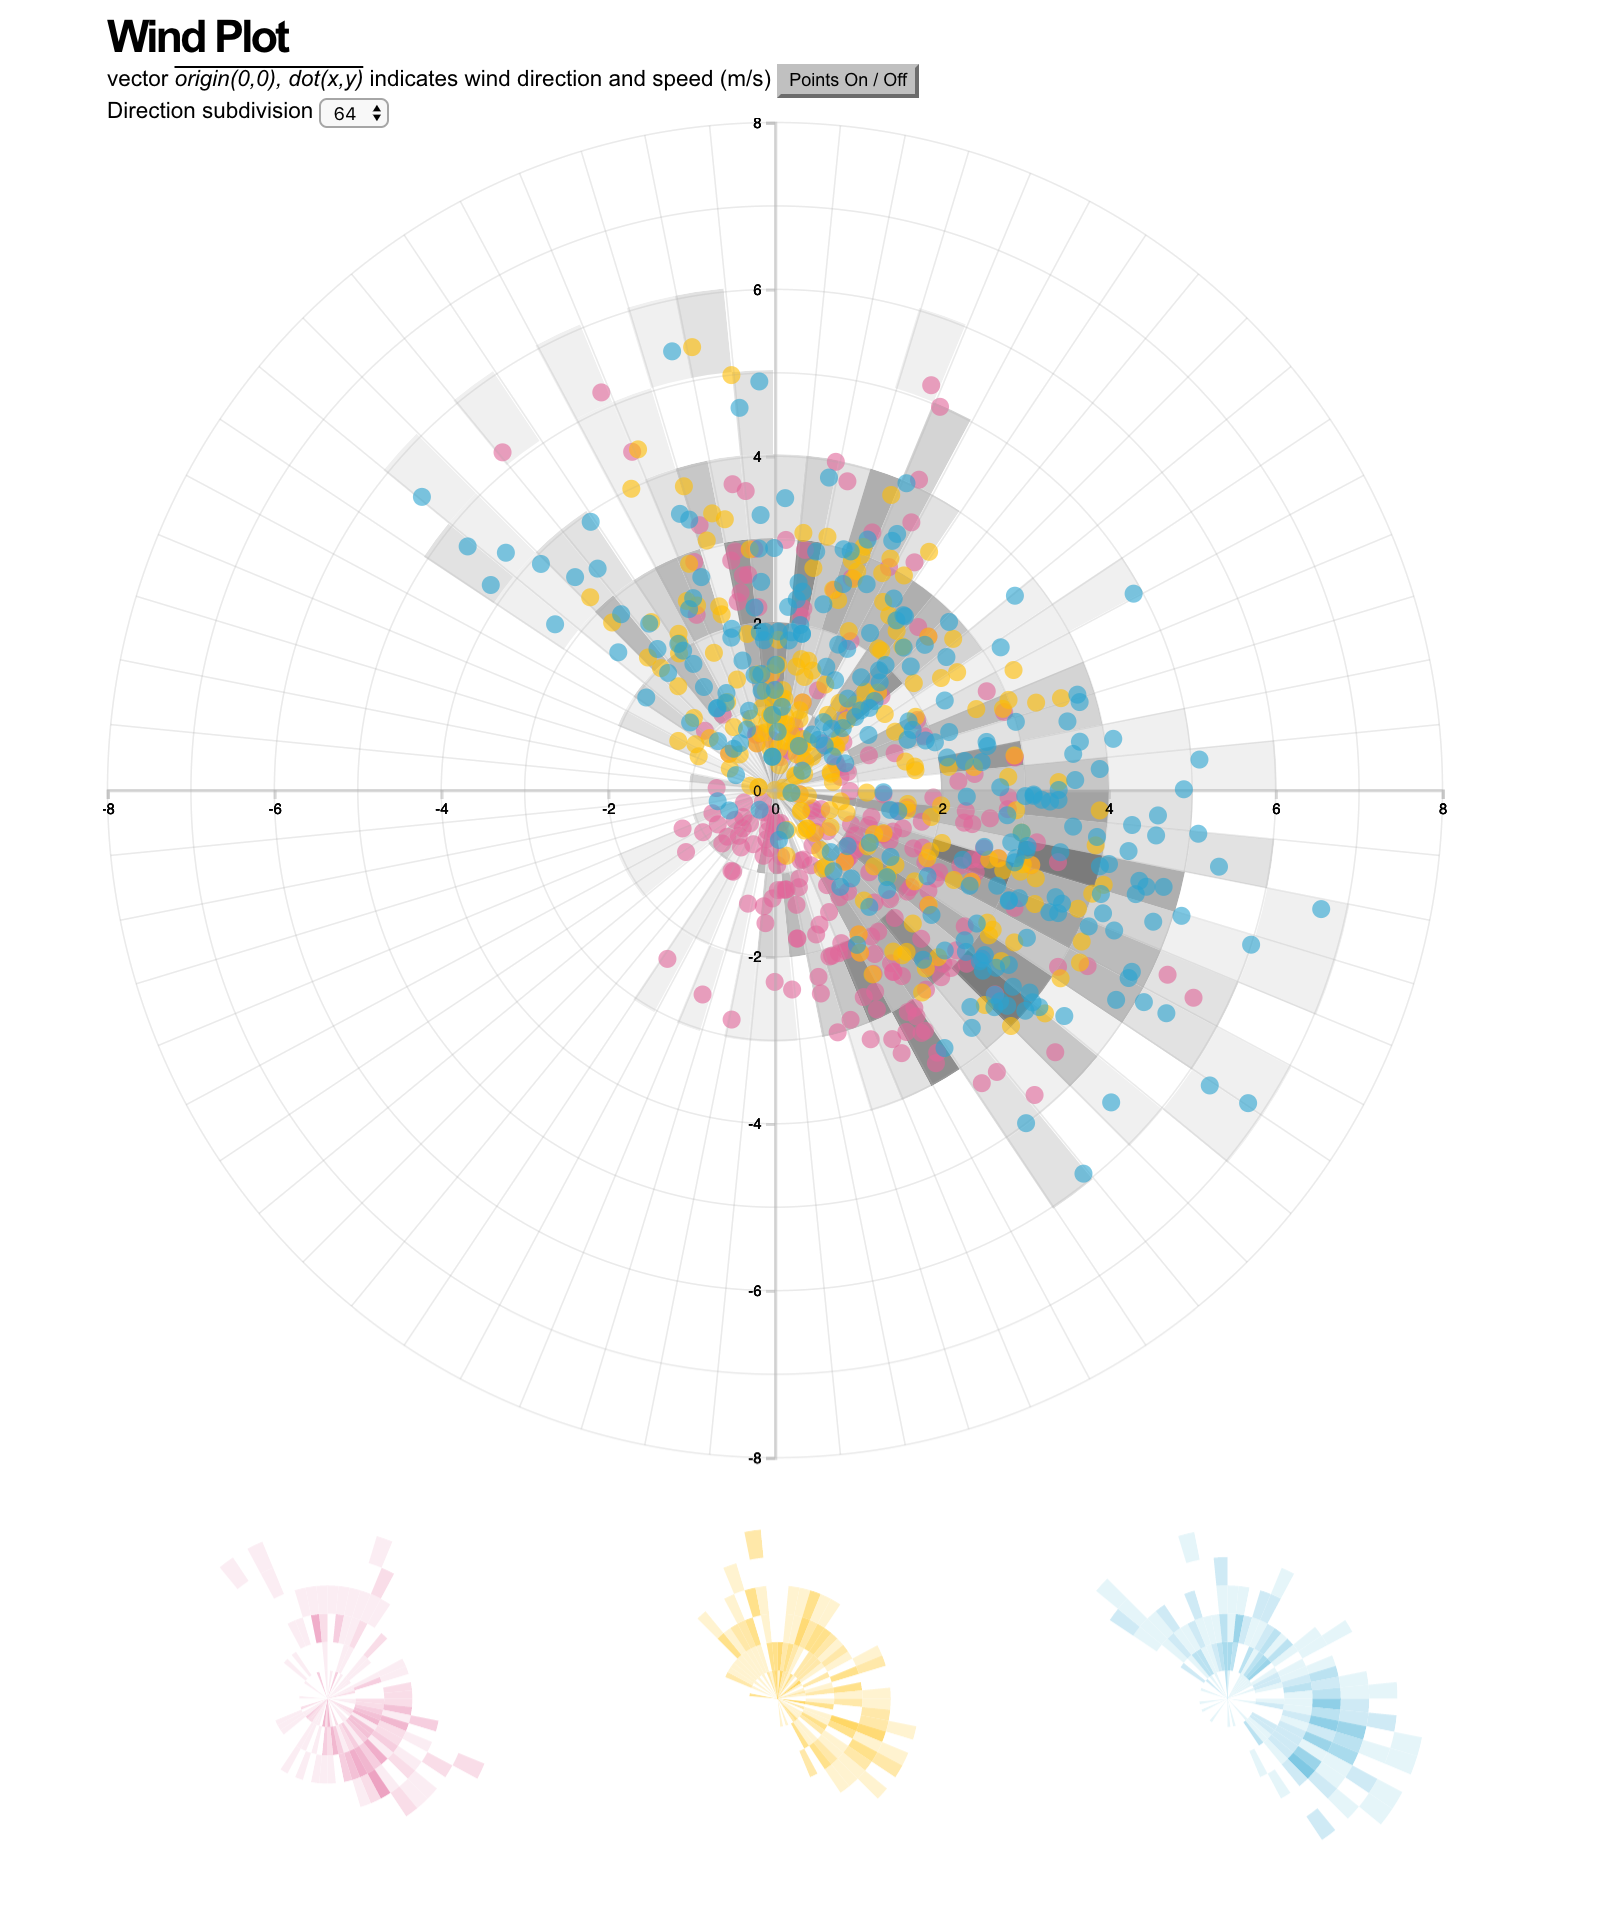 Wind Plot
vector origin(0,0), dot(x,y) indicates wind direction and speed (m/s) Points On / Off
Direction subdivision 64
8
6
4
2
0
-8 -6 -4 -2 0 2 4 6 8
-2
-4
-6
-8